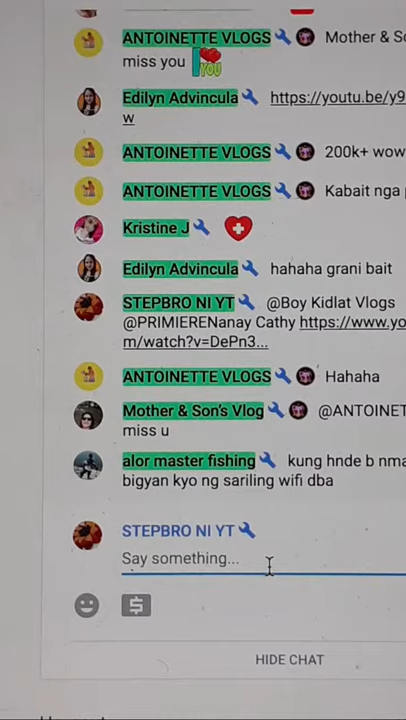 ANTOINETTE VLOGS Mother & So
miss you YOU
Edilyn Advincula https://youtu.be/y9
w
ANTOINETTE VLOGS 200k+ wow
ANTOINETTE VLOGS Kabait nga
Kristine J
Edilyn Advincula hahaha grani bait
STEPBRO NI YT @Boy Kidlat Vlogs
@PRIMIERENanay Cathy https://www.yo
m/watch?v=DePn3...
ANTOINETTE VLOGS Hahaha
Mother & Son's Vlog @ANTOINET
miss u
alor master fishing kung hnde b nma
bigyan kyo ng sariling wifi dba
STEPBRO NI YT
Say something...
HIDE CHAT